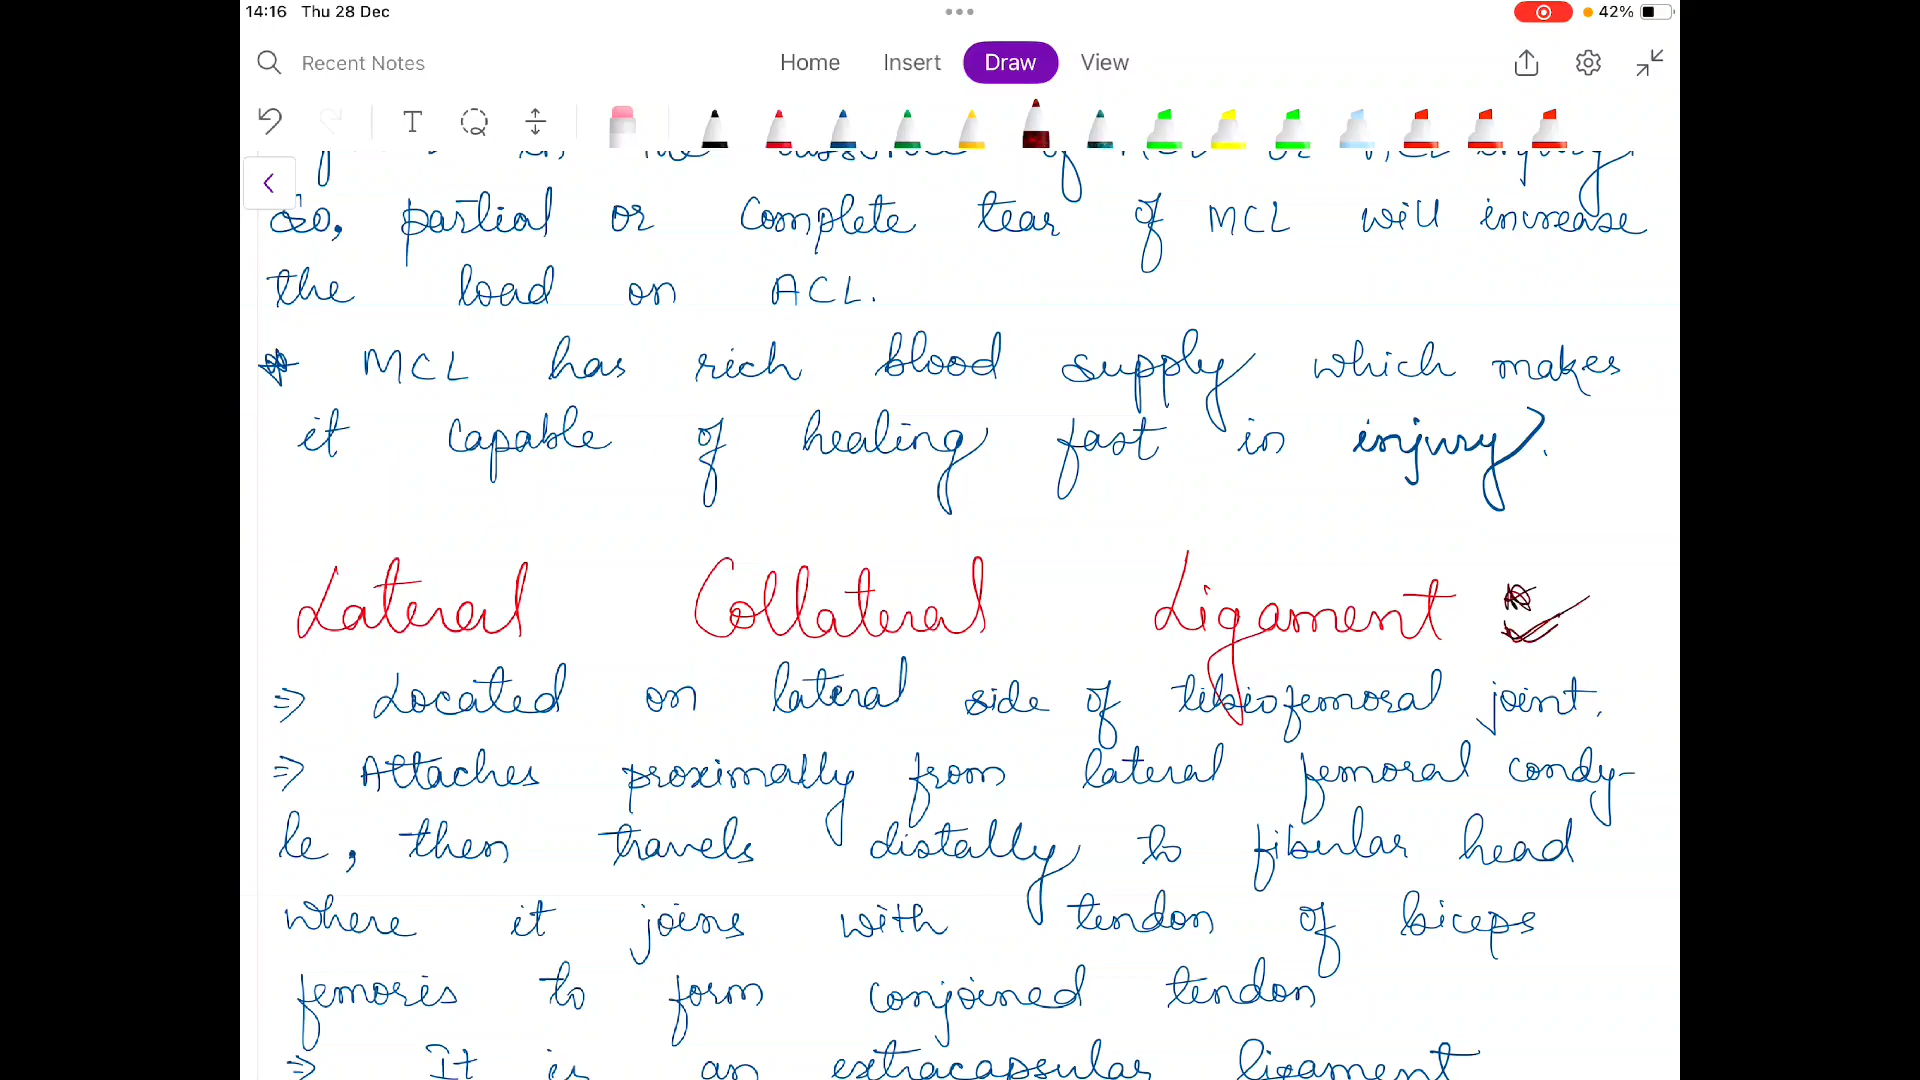 14:16 Thu 28 Dec
42%
Recent Notes
Home Insert Draw View
T
So, partial or complete tear of MCL will increase
the load on ACL.
MCL has rich blood supply which makes
it capable of healing fast in injury.
Lateral Collateral Ligament
⇒ Located on lateral side of tibiofemoral joint.
⇒ Attaches proximally from lateral femoral condy-
le, then travels distally to fibular head
where it joins with tendon of biceps
femoris to form conjoined tendon
⇒ It is an extracapsular ligament